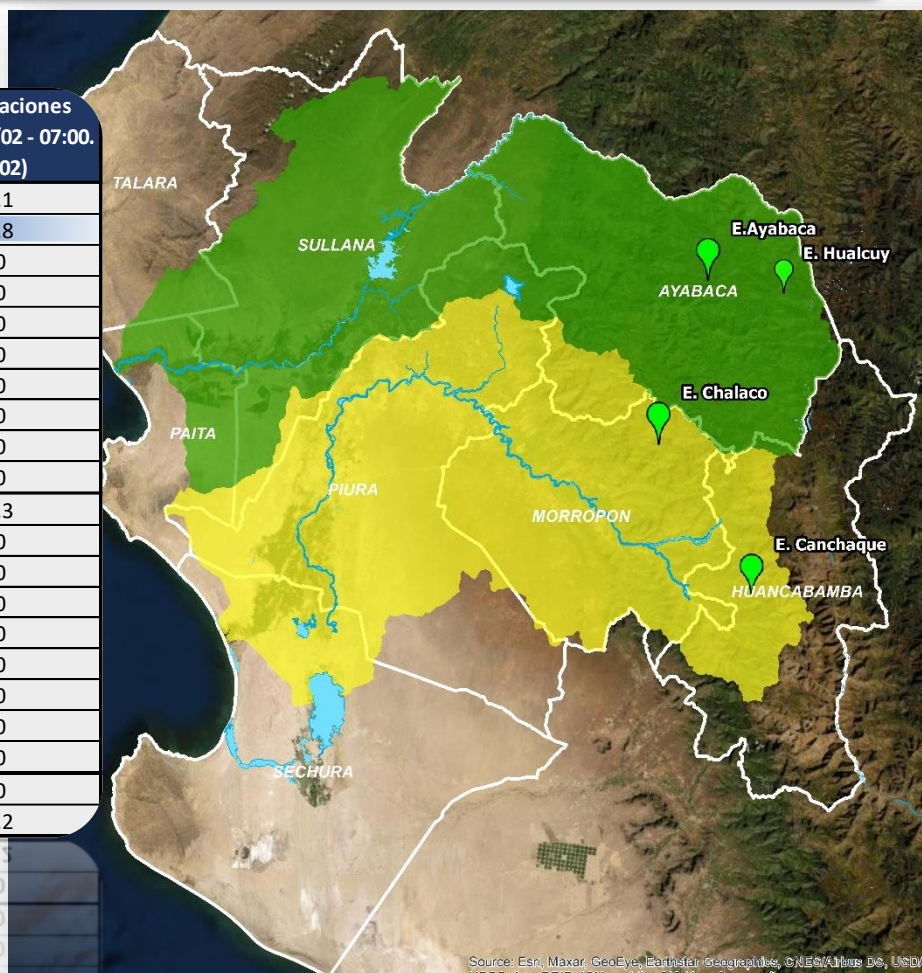 aciones
/02 - 07:00.
02)
.1
.8
0
0
0
0
0
0
0
0
.3
0
0
0
0
0
0
0
0
0
.2
TALARA
SULLANA
E.Ayabaca
E. Hualcuy
AYABACA
E. Chalaco
PAITA
PIURA
MORROPON
E. Canchaque
HUANCABAMBA
SECHURA
Source: Esri, Maxar, GeoEye, Earthstar Geographics, CNES/Airbus DS, USD